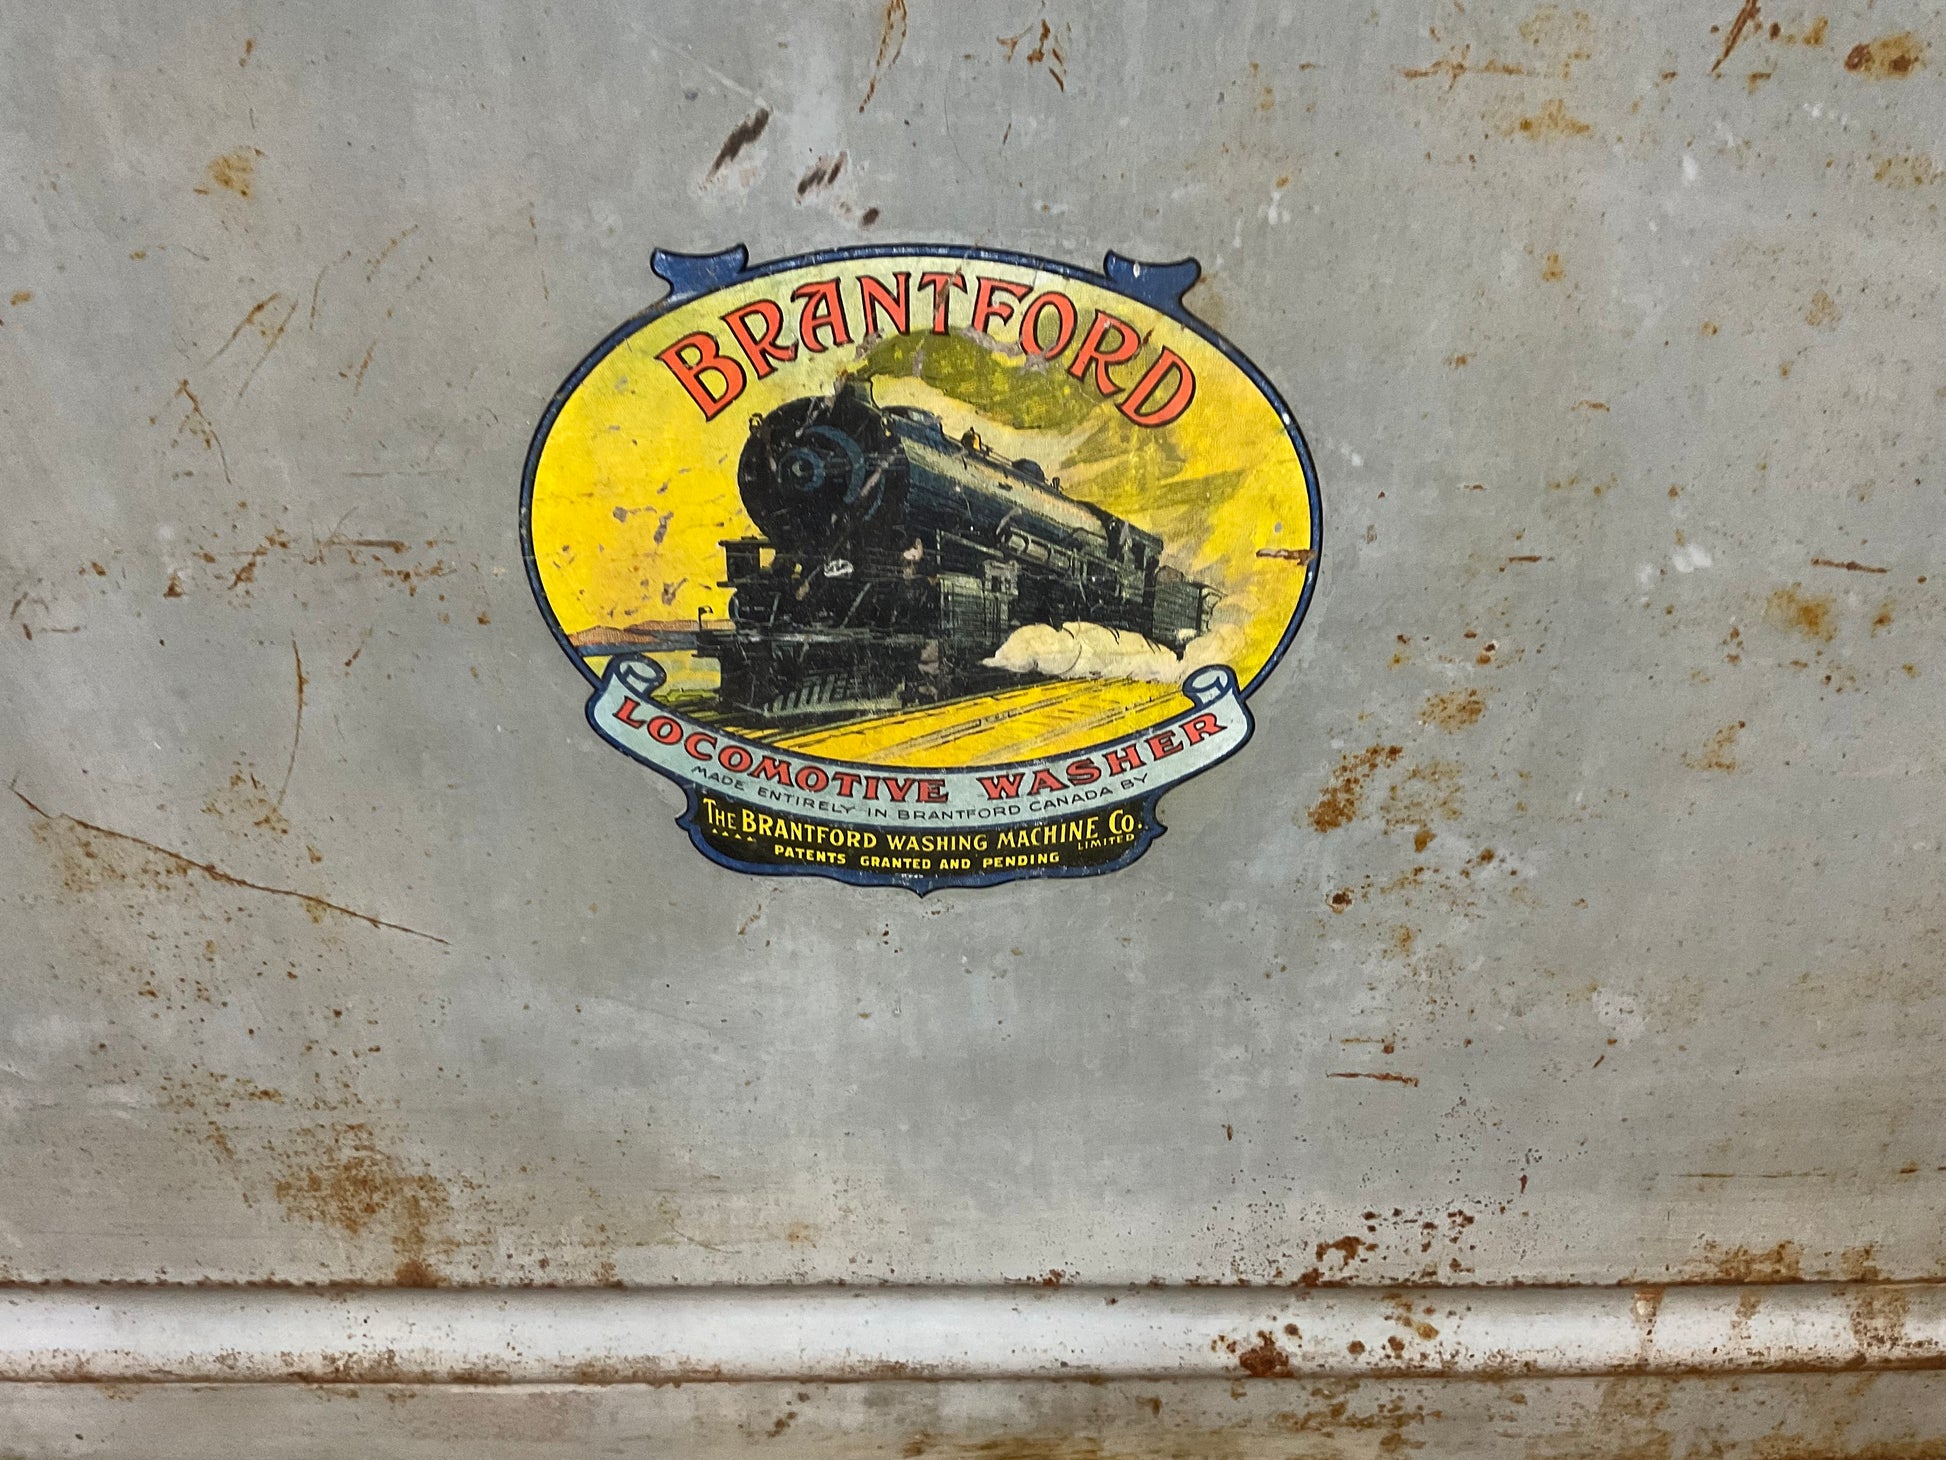 BRANTFORD
LOCOMOTIVE WASHER
MADE ENTIRELY IN BRANTFORD CANADA BY
THE BRANTFORD WASHING MACHINE CO.
LIMITED
PATENTS GRANTED AND PENDING